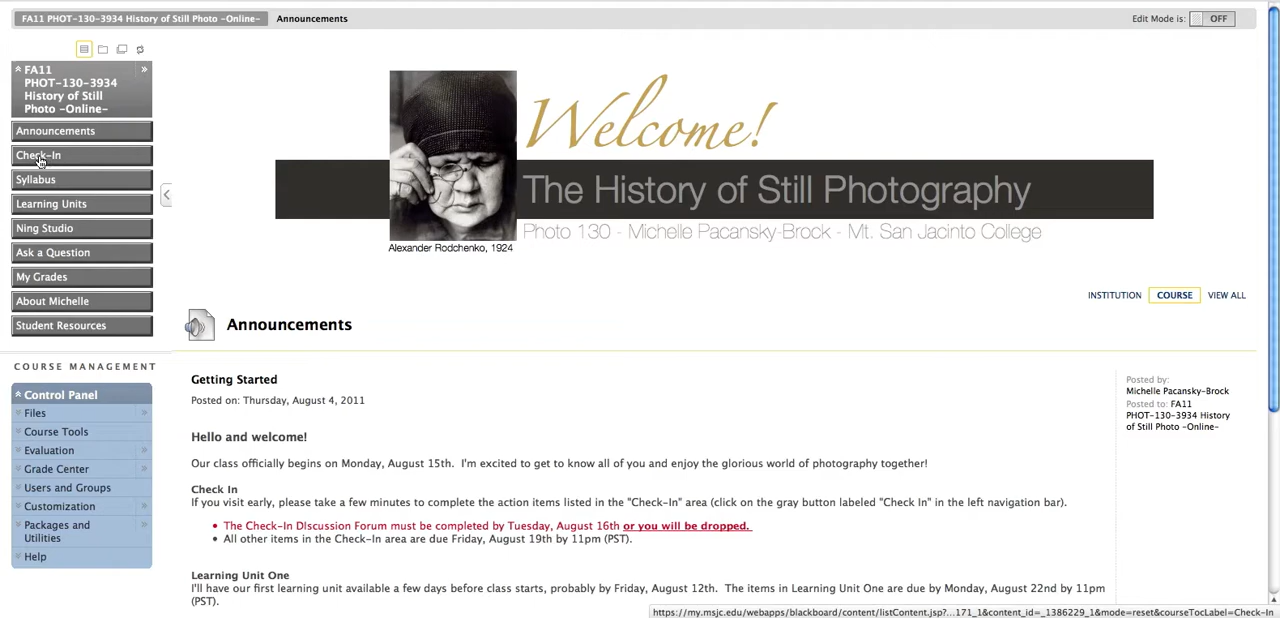 FA11 PHOT-130-3934 History of Still Photo -Online-
Announcements
Edit Mode is:
OFF
FA11
PHOT-130-3934
History of Still
Photo -Online-
Announcements
Check-In
Syllabus
Learning Units
Ning Studio
Ask a Question
My Grades
About Michelle
Student Resources
COURSE MANAGEMENT
Control Panel
Files
Course Tools
Evaluation
Grade Center
Users and Groups
Customization
Packages and
Utilities
Help
Welcome!
The History of Still Photography
Photo 130 - Michelle Pacansky-Brock - Mt. San Jacinto College
Alexander Rodchenko, 1924
INSTITUTION
COURSE
VIEW ALL
Announcements
Getting Started
Posted on: Thursday, August 4, 2011
Hello and welcome!
Our class officially begins on Monday, August 15th.  I'm excited to get to know all of you and enjoy the glorious world of photography together!
Check In
If you visit early, please take a few minutes to complete the action items listed in the "Check-In" area (click on the gray button labeled "Check In" in the left navigation bar).
• The Check-In DIscussion Forum must be completed by Tuesday, August 16th or you will be dropped.
• All other items in the Check-In area are due Friday, August 19th by 11pm (PST).
Learning Unit One
I'll have our first learning unit available a few days before class starts, probably by Friday, August 12th.  The items in Learning Unit One are due by Monday, August 22nd by 11pm
(PST).
Posted by:
Michelle Pacansky-Brock
Posted to: FA11
PHOT-130-3934 History
of Still Photo -Online-
https://my.msjc.edu/webapps/blackboard/content/listContent.jsp?...171_1&content_id=_1386229_1&mode=reset&courseTocLabel=Check-In